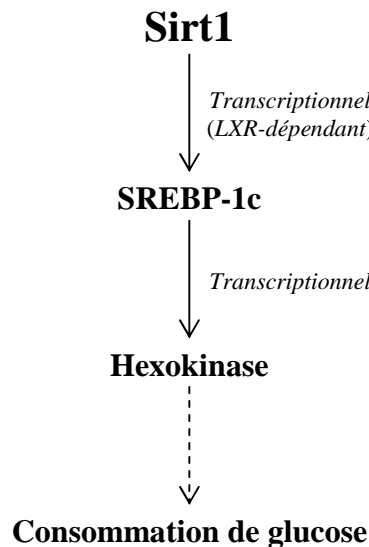 Sirt1
Transcriptionnel
(LXR-dépendant)
SREBP-1c
Transcriptionnel
Hexokinase
Consommation de glucose